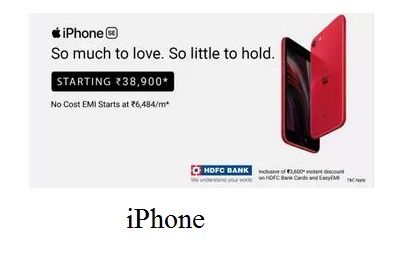 iPhone SE
So much to love. So little to hold.
STARTING ₹38,900*
No Cost EMI Starts at ₹6,484/m*
HDFC BANK
We understand your world
Inclusive of ₹3,600* instant discount
on HDFC Bank Cards and EasyEMI
T&C Apply
iPhone